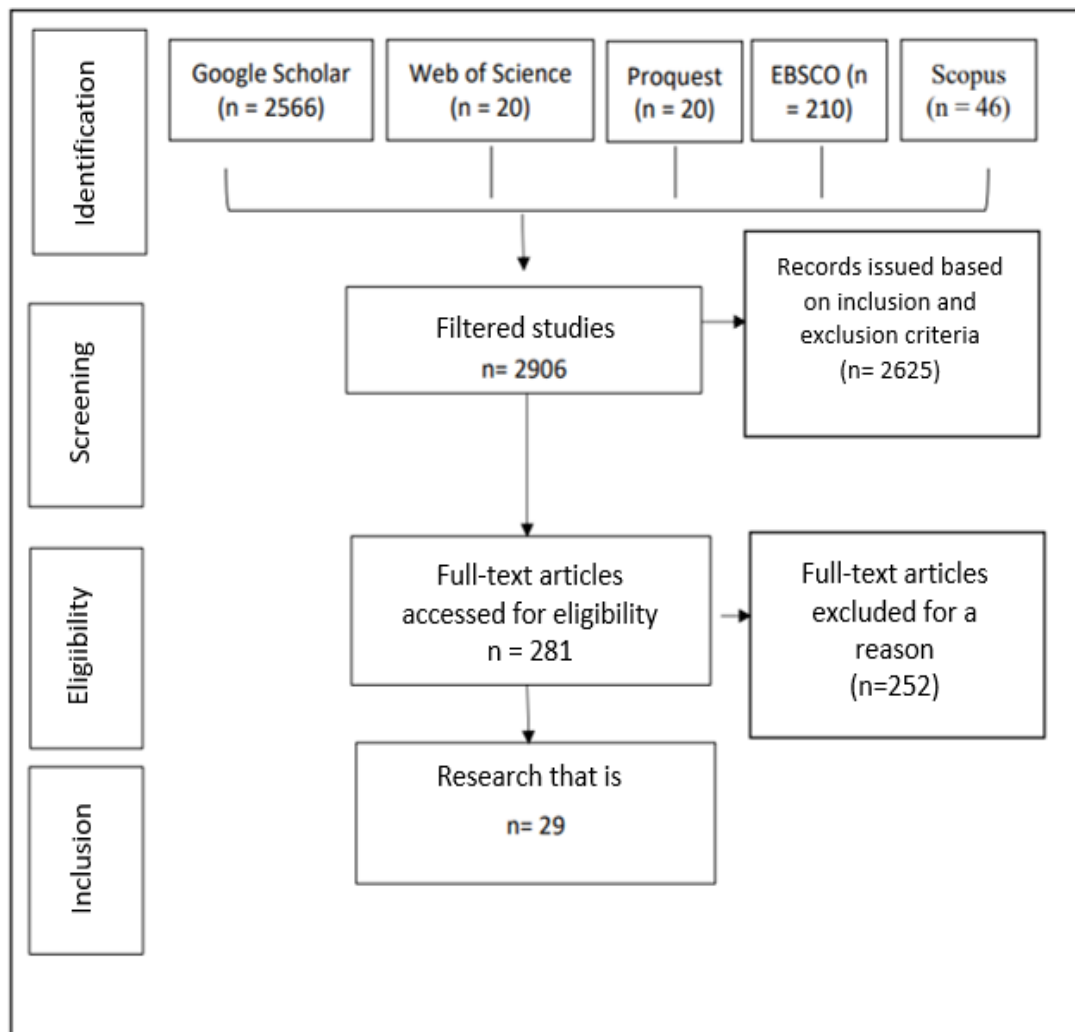 Identification
Google Scholar
(n = 2566)
Web of Science
(n = 20)
Proquest
(n = 20)
EBSCO (n
= 210)
Scopus
(n = 46)
Screening
Filtered studies
n= 2906
Records issued based
on inclusion and
exclusion criteria
(n= 2625)
Eligiibility
Full-text articles
accessed for eligibility
n = 281
Full-text articles
excluded for a
reason
(n=252)
Inclusion
Research that is
n= 29